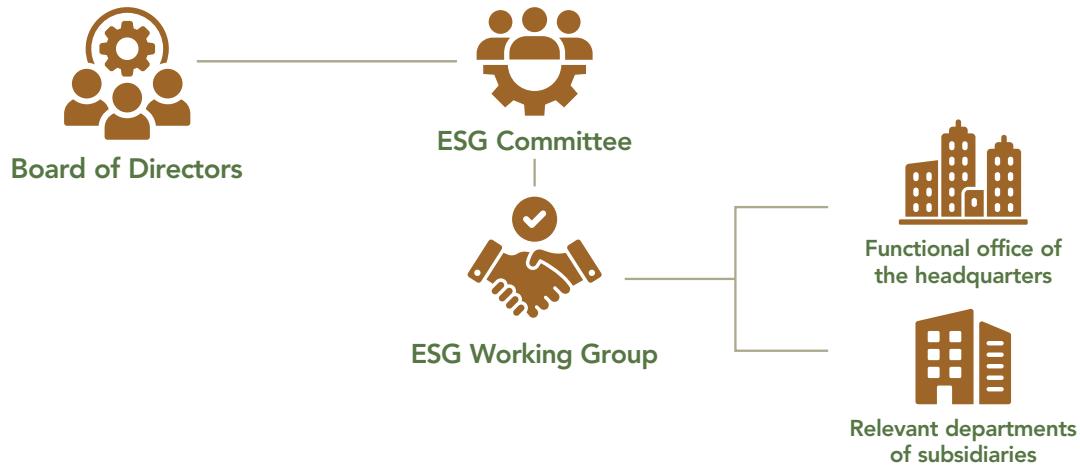 Board of Directors
ESG Committee
ESG Working Group
Functional office of
the headquarters
Relevant departments
of subsidiaries